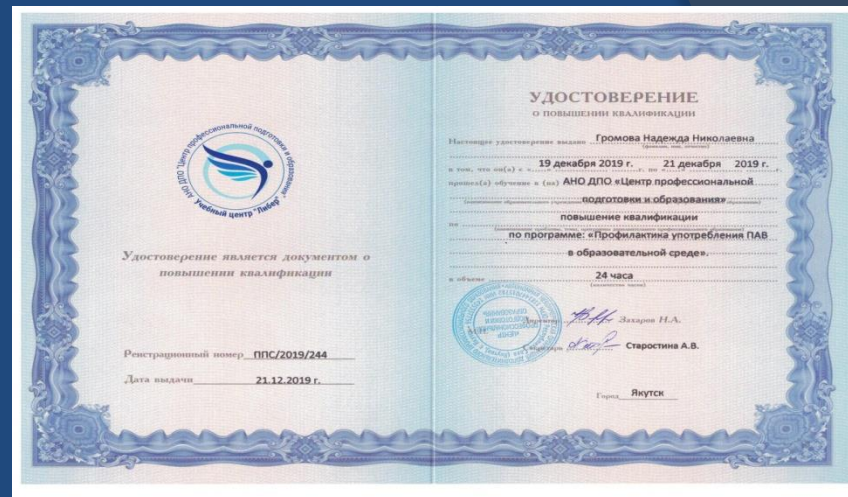 АНО ДПО "Центр профессиональной подготовки и образования"
Учебный центр "Либер"
Удостоверение является документом о
повышении квалификации
Регистрационный номер ППС/2019/244
Дата выдачи 21.12.2019 г.
УДОСТОВЕРЕНИЕ
О ПОВЫШЕНИИ КВАЛИФИКАЦИИ
Настоящее удостоверение выдано Громова Надежда Николаевна
(фамилия, имя, отчество)
в том, что он(а) с «19 декабря 2019 г. по « 21 декабря 2019 г.
прошел(а) обучение в (на) АНО ДПО «Центр профессиональной
подготовки и образования»
по повышение квалификации
по программе: «Профилактика употребления ПАВ
в образовательной среде».
в объеме 24 часа
(количество часов)
Директор Захаров Н.А.
М.П.
Секретарь Старостина А.В.
Город Якутск